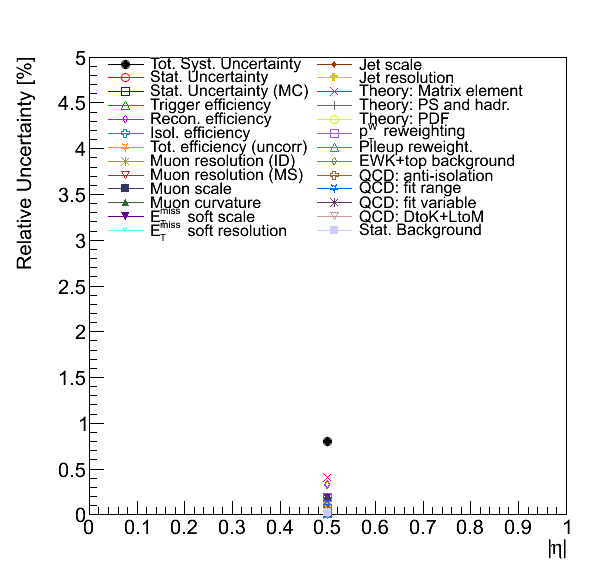 Relative Uncertainty [%]
5
4.5
4
3.5
3
2.5
2
1.5
1
0.5
0
Tot. Syst. Uncertainty
Stat. Uncertainty
Stat. Uncertainty (MC)
Trigger efficiency
Recon. efficiency
Isol. efficiency
Tot. efficiency (uncorr)
Muon resolution (ID)
Muon resolution (MS)
Muon scale
Muon curvature
E_T^miss soft scale
E_T^miss soft resolution
Jet scale
Jet resolution
Theory: Matrix element
Theory: PS and hadr.
Theory: PDF
p_T^W reweighting
Pileup reweight.
EWK+top background
QCD: anti-isolation
QCD: fit range
QCD: fit variable
QCD: DtoK+LtoM
Stat. Background
0 0.1 0.2 0.3 0.4 0.5 0.6 0.7 0.8 0.9 1
|η|